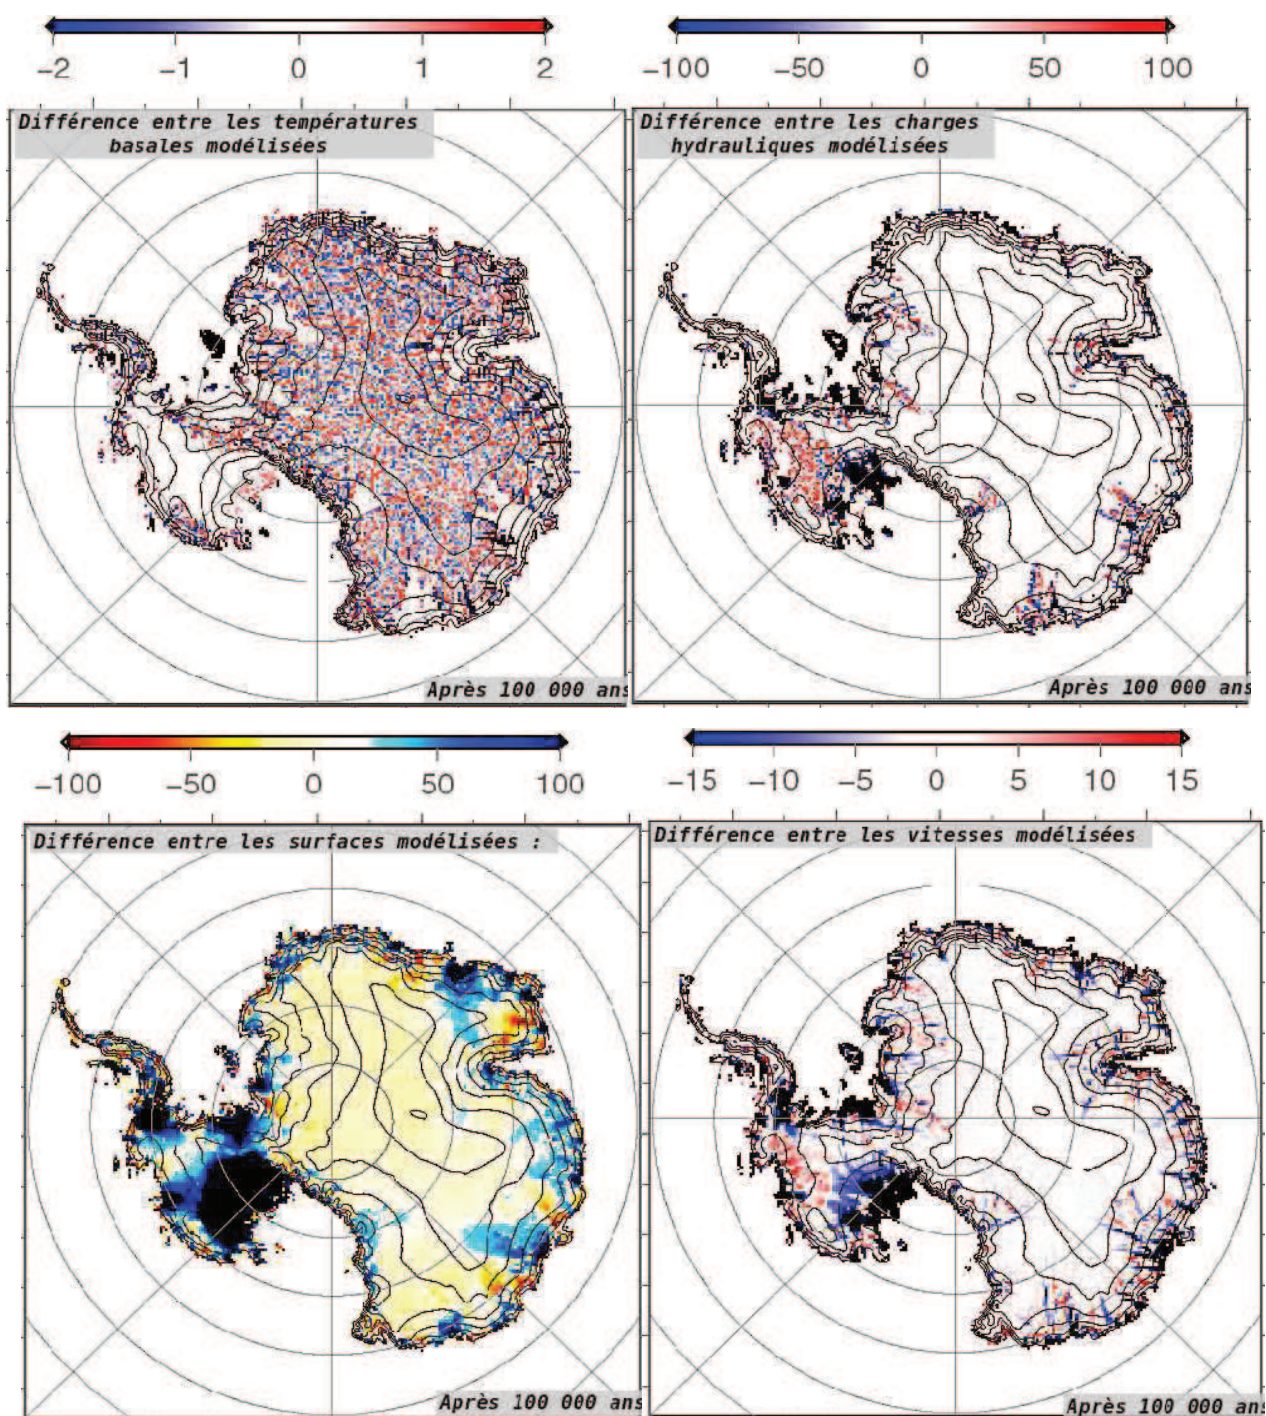 −2 −1 0 1 2
−100 −50 0 50 100
Différence entre les températures
basales modélisées
Différence entre les charges
hydrauliques modélisées
Après 100 000 ans
Après 100 000 ans
−100 −50 0 50 100
−15 −10 −5 0 5 10 15
Différence entre les surfaces modélisées :
Différence entre les vitesses modélisées
Après 100 000 ans
Après 100 000 ans